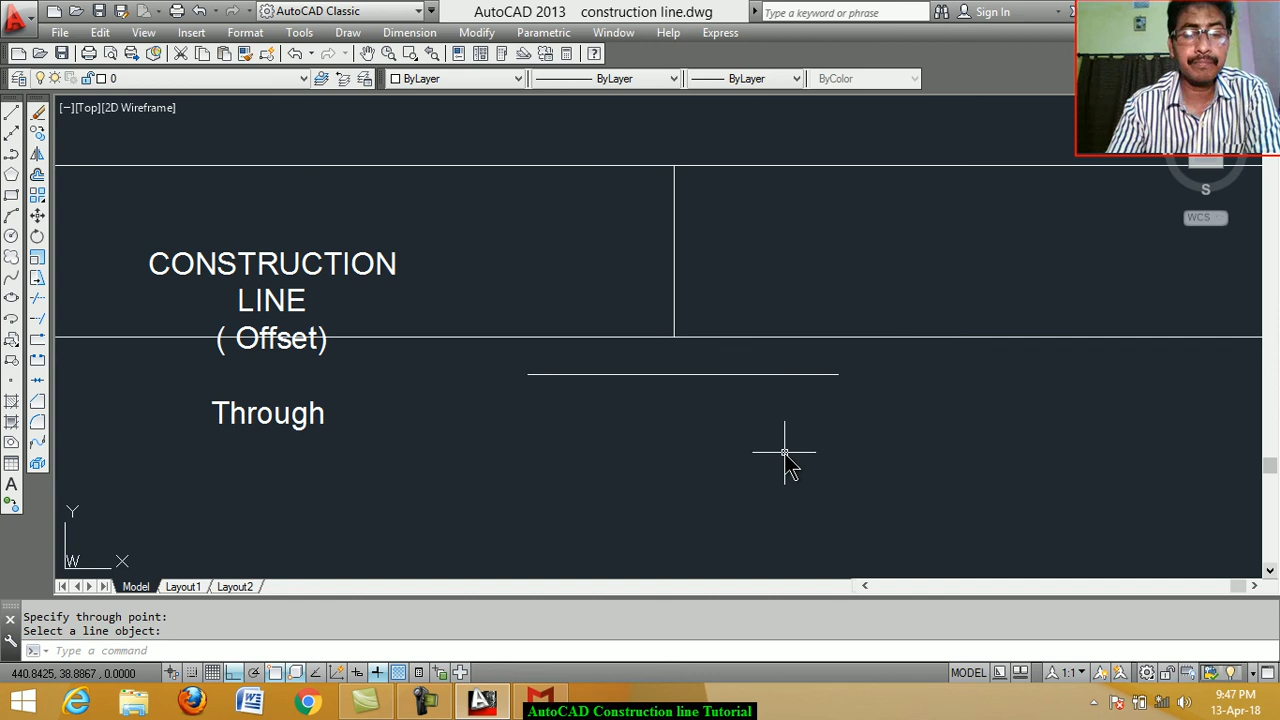 AutoCAD Classic
AutoCAD 2013 construction line.dwg
Type a keyword or phrase
Sign In
File Edit View Insert Format Tools Draw Dimension Modify Parametric Window Help Express
0
ByLayer
ByLayer
ByLayer
ByColor
[−][Top][2D Wireframe]
S
WCS
CONSTRUCTION
LINE
( Offset)
Through
Y
W X
Model Layout1 Layout2
Specify through point:
Select a line object:
Type a command
440.8425, 38.8867, 0.0000
MODEL
1:1
9:47 PM
13-Apr-18
AutoCAD Construction line Tutorial